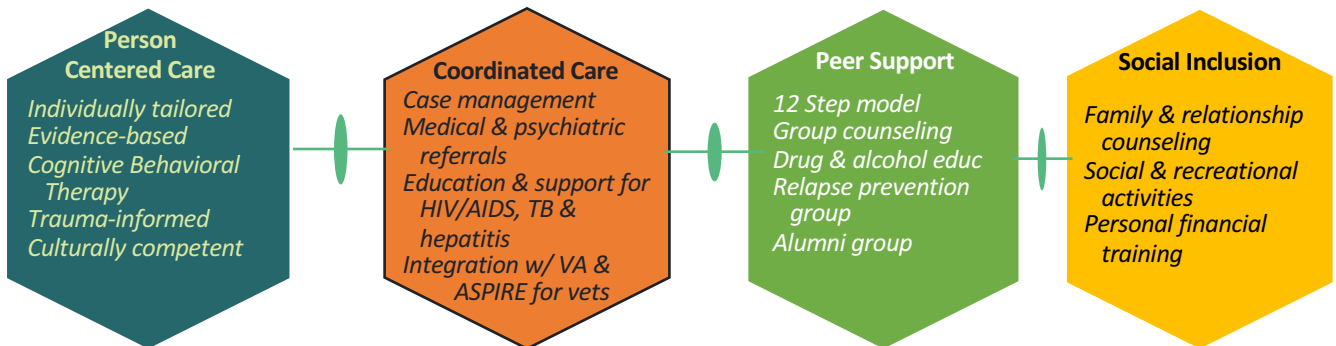 Person
Centered Care
Individually tailored
Evidence-based
Cognitive Behavioral
Therapy
Trauma-informed
Culturally competent
Coordinated Care
Case management
Medical & psychiatric
referrals
Education & support for
HIV/AIDS, TB &
hepatitis
Integration w/ VA &
ASPIRE for vets
Peer Support
12 Step model
Group counseling
Drug & alcohol educ
Relapse prevention
group
Alumni group
Social Inclusion
Family & relationship
counseling
Social & recreational
activities
Personal financial
training